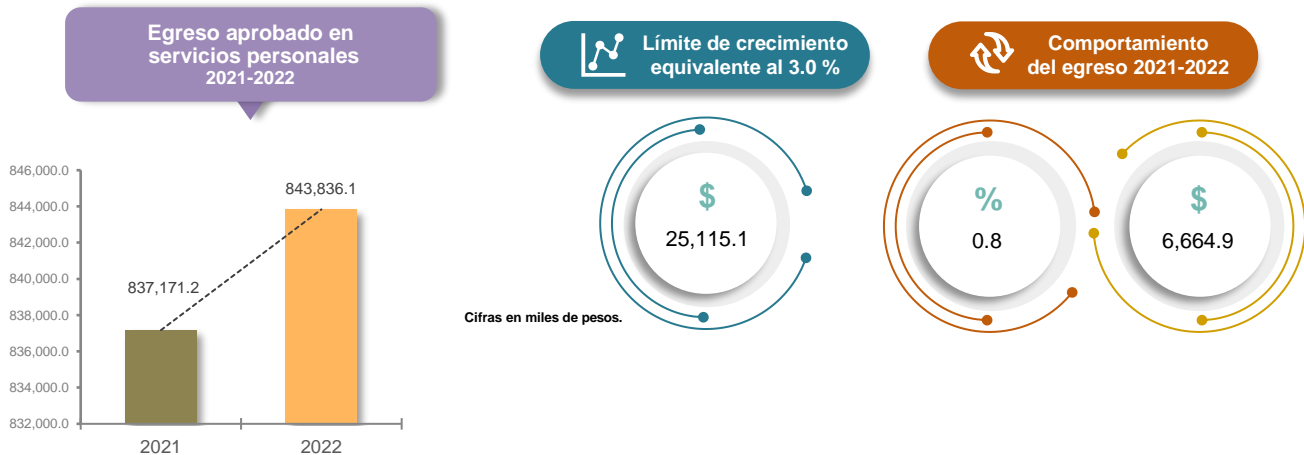 Egreso aprobado en
servicios personales
2021-2022
Límite de crecimiento
equivalente al 3.0 %
Comportamiento
del egreso 2021-2022
846,000.0
844,000.0
842,000.0
840,000.0
838,000.0
836,000.0
834,000.0
832,000.0
837,171.2
843,836.1
2021
2022
$
25,115.1
%
0.8
$
6,664.9
Cifras en miles de pesos.